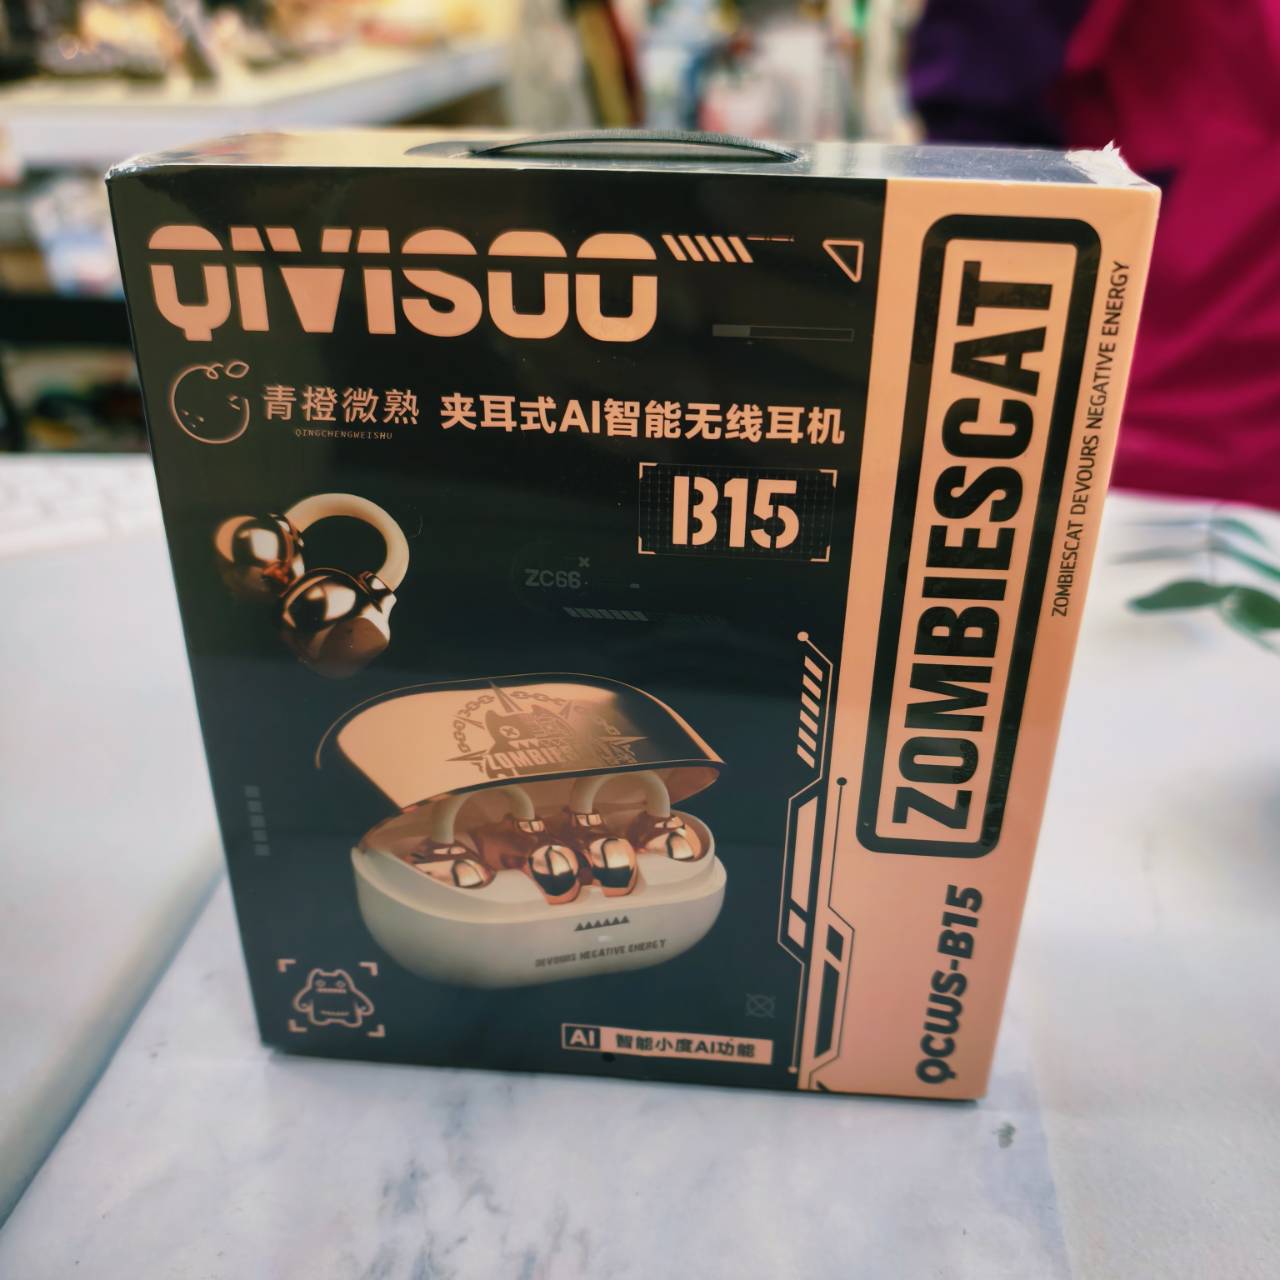 QIVISOO
青橙微熟
QINGCHENGWEISHU
夹耳式AI智能无线耳机
B15
ZC66
ZOMBIES
DEVOURS NEGATIVE ENERGY
AI 智能小度AI功能
ZOMBIESCAT
ZOMBIESCAT DEVOURS NEGATIVE ENERGY
QCWS-B15